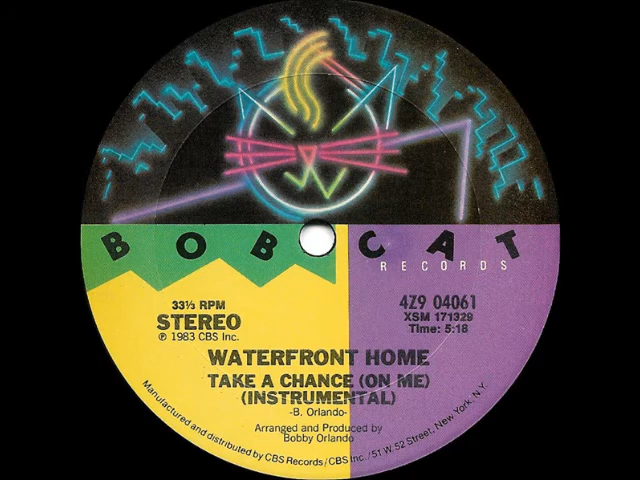 BOBCAT
RECORDS
33⅓ RPM
STEREO
℗ 1983 CBS Inc.
4Z9 04061
XSM 171329
Time: 5:18
WATERFRONT HOME
TAKE A CHANCE (ON ME)
(INSTRUMENTAL)
-B. Orlando-
Arranged and Produced by
Bobby Orlando
Manufactured and distributed by CBS Records/CBS Inc./51 W. 52 Street, New York, N.Y.